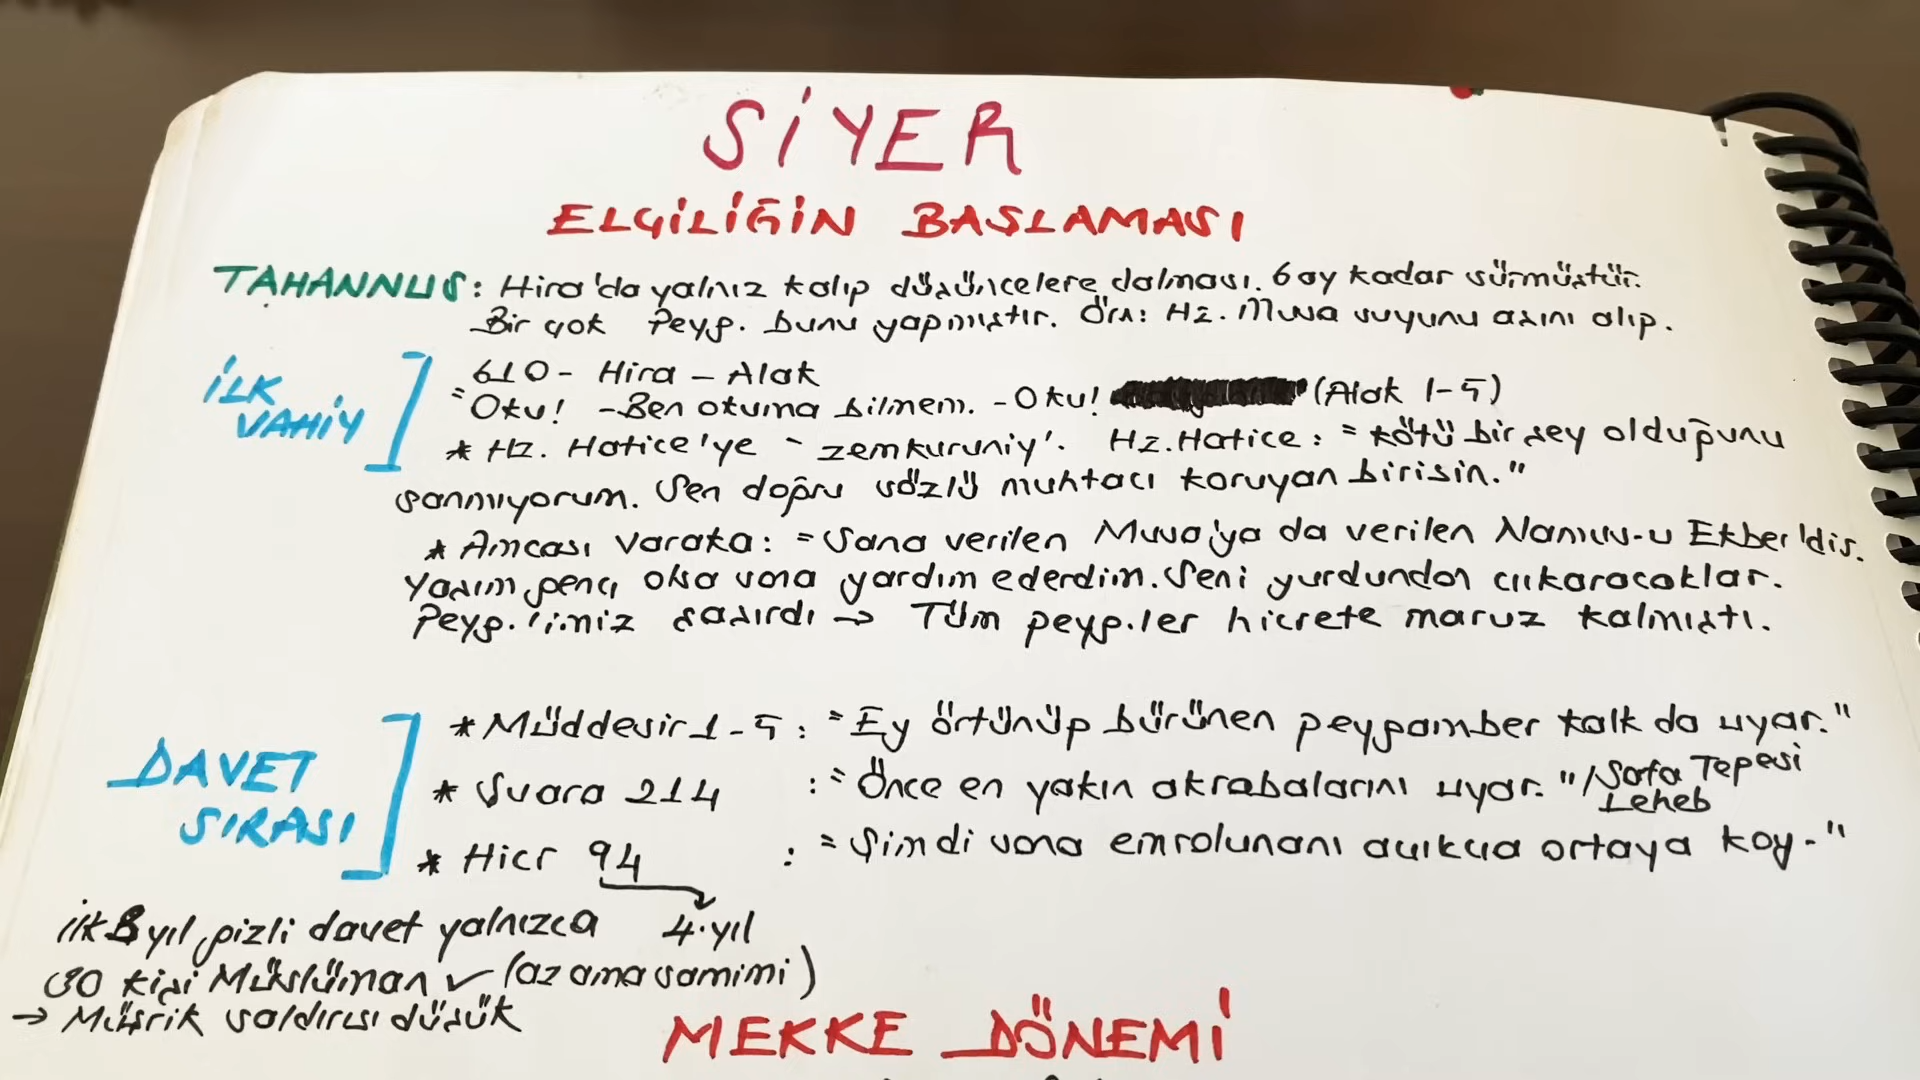 SİYER
ELÇİLİĞİN BAŞLAMASI
TAHANNUS: Hira'da yalnız kalıp düşüncelere dalması. 6 ay kadar sürmüştür.
Bir çok Peyg. bunu yapmıştır. Örn: Hz. Musa suyunu aşını alıp.
İLK VAHİY
610 - Hira - Alak
"Oku! - Ben okuma bilmem. - Oku! (Alak 1-5)
* Hz. Hatice'ye "zemkuruniy". Hz. Hatice: "kötü bir şey olduğunu
sanmıyorum. Sen doğru sözlü muhtacı koruyan birisin."
* Amcası Varaka: "Sana verilen Musa'ya da verilen Namus-u Ekber'dir.
Yaşım genç olsa sana yardım ederdim. Seni yurdundan çıkaracaklar.
Peyg.'imiz şaşırdı → Tüm peyg.ler hicrete maruz kalmıştı.
DAVET SIRASI
* Müddesir 1-5 : "Ey örtünüp bürünen peygamber kalk da uyar."
* Şuara 214 : "Önce en yakın akrabalarını uyar." / Safa Tepesi
Leheb
* Hicr 94 : "Şimdi sana emrolunanı açıkça ortaya koy."
4. yıl
ilk 3 yıl gizli davet yalnızca
30 kişi Müslüman ✓ (az ama samimi)
→ Müşrik saldırısı düşük
MEKKE DÖNEMİ